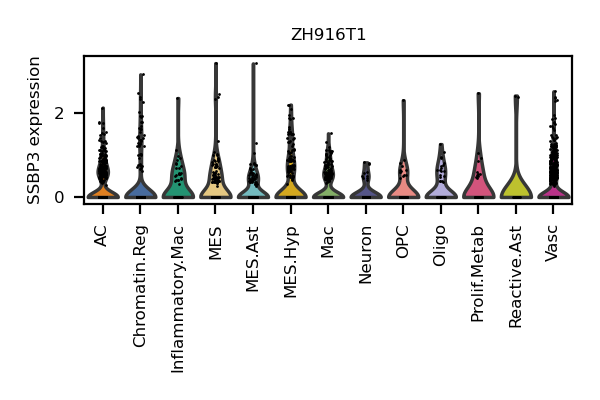 ZH916T1
SSBP3 expression
2
0
AC
Chromatin.Reg
Inflammatory.Mac
MES
MES.Ast
MES.Hyp
Mac
Neuron
OPC
Oligo
Prolif.Metab
Reactive.Ast
Vasc